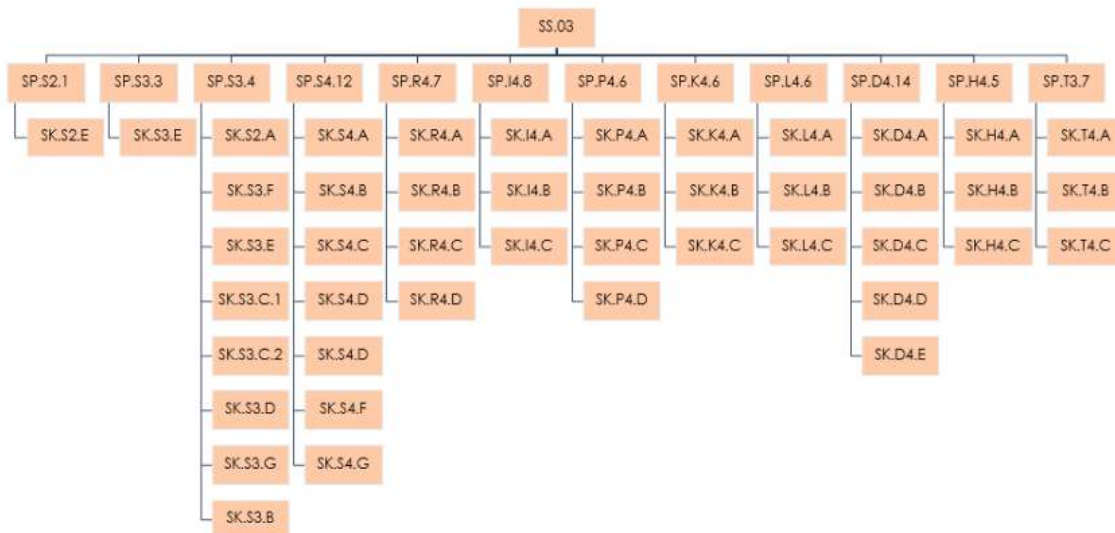 SS.03
SP.S2.1 SP.S3.3 SP.S3.4 SP.S4.12 SP.R4.7 SP.I4.8 SP.P4.6 SP.K4.6 SP.L4.6 SP.D4.14 SP.H4.5 SP.T3.7
SK.S2.E SK.S3.E SK.S2.A SK.S4.A SK.R4.A SK.I4.A SK.P4.A SK.K4.A SK.L4.A SK.D4.A SK.H4.A SK.T4.A
SK.S3.F SK.S4.B SK.R4.B SK.I4.B SK.P4.B SK.K4.B SK.L4.B SK.D4.B SK.H4.B SK.T4.B
SK.S3.E SK.S4.C SK.R4.C SK.I4.C SK.P4.C SK.K4.C SK.L4.C SK.D4.C SK.H4.C SK.T4.C
SK.S3.C.1 SK.S4.D SK.R4.D SK.P4.D SK.D4.D
SK.S3.C.2 SK.S4.D SK.D4.E
SK.S3.D SK.S4.F
SK.S3.G SK.S4.G
SK.S3.B